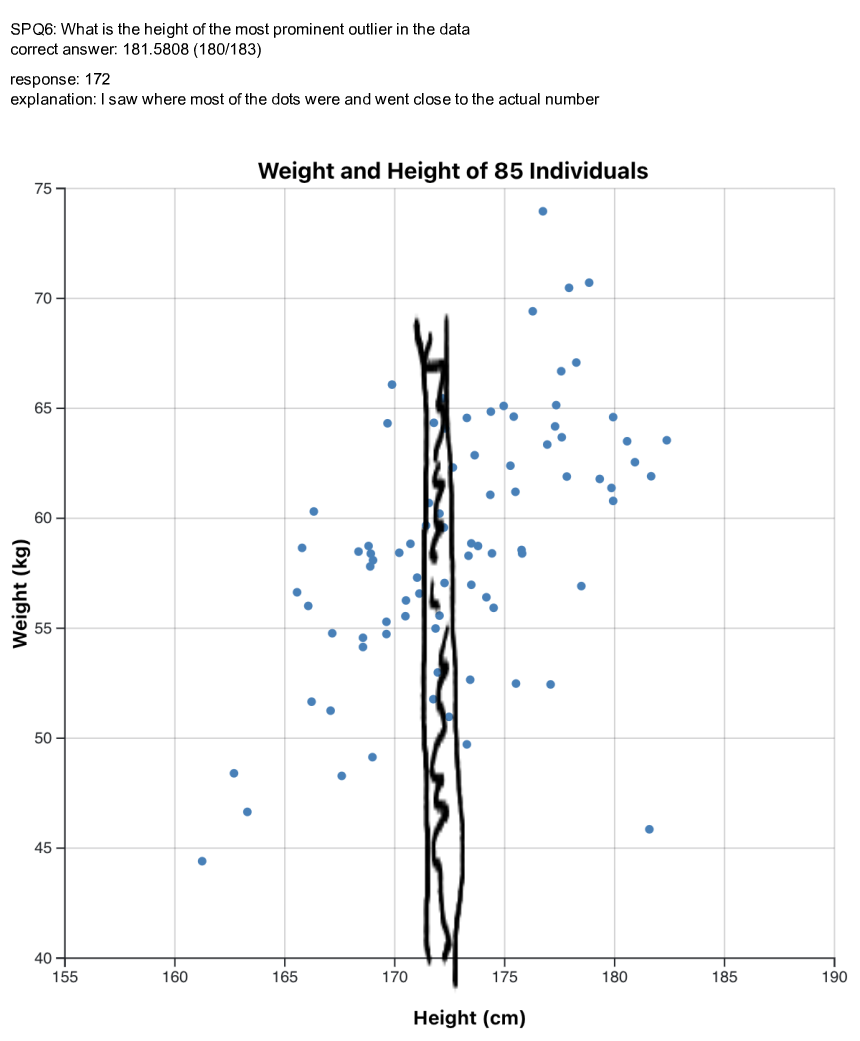 SPQ6: What is the height of the most prominent outlier in the data
correct answer: 181.5808 (180/183)
response: 172
explanation: I saw where most of the dots were and went close to the actual number
Weight and Height of 85 Individuals
75
70
65
60
55
50
45
40
Weight (kg)
155 160 165 170 175 180 185 190
Height (cm)